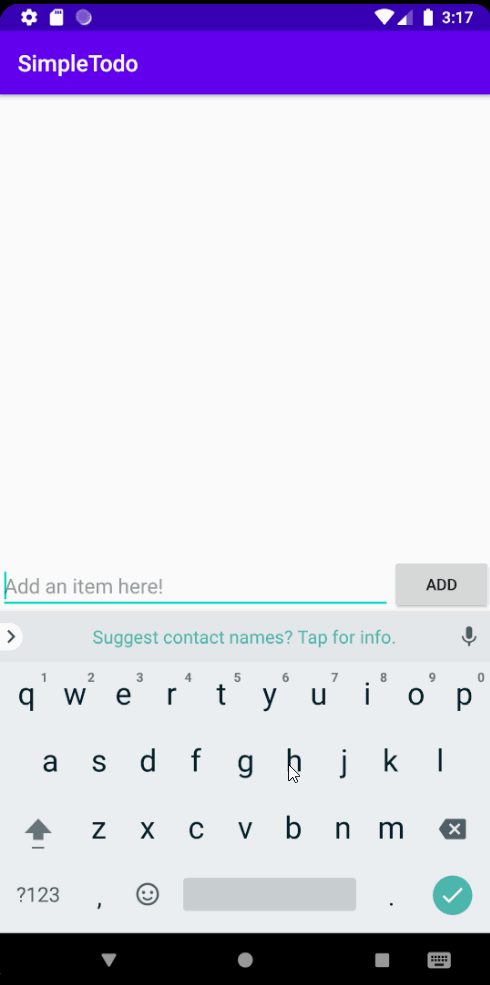 3:17
SimpleTodo
Add an item here!
ADD
Suggest contact names? Tap for info.
1 2 3 4 5 6 7 8 9 0
q w e r t y u i o p
a s d f g h j k l
z x c v b n m
?123 , .